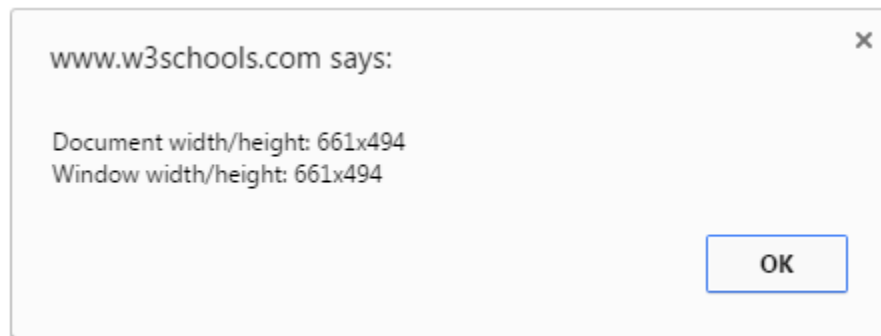 www.w3schools.com says:
Document width/height: 661x494
Window width/height: 661x494
OK